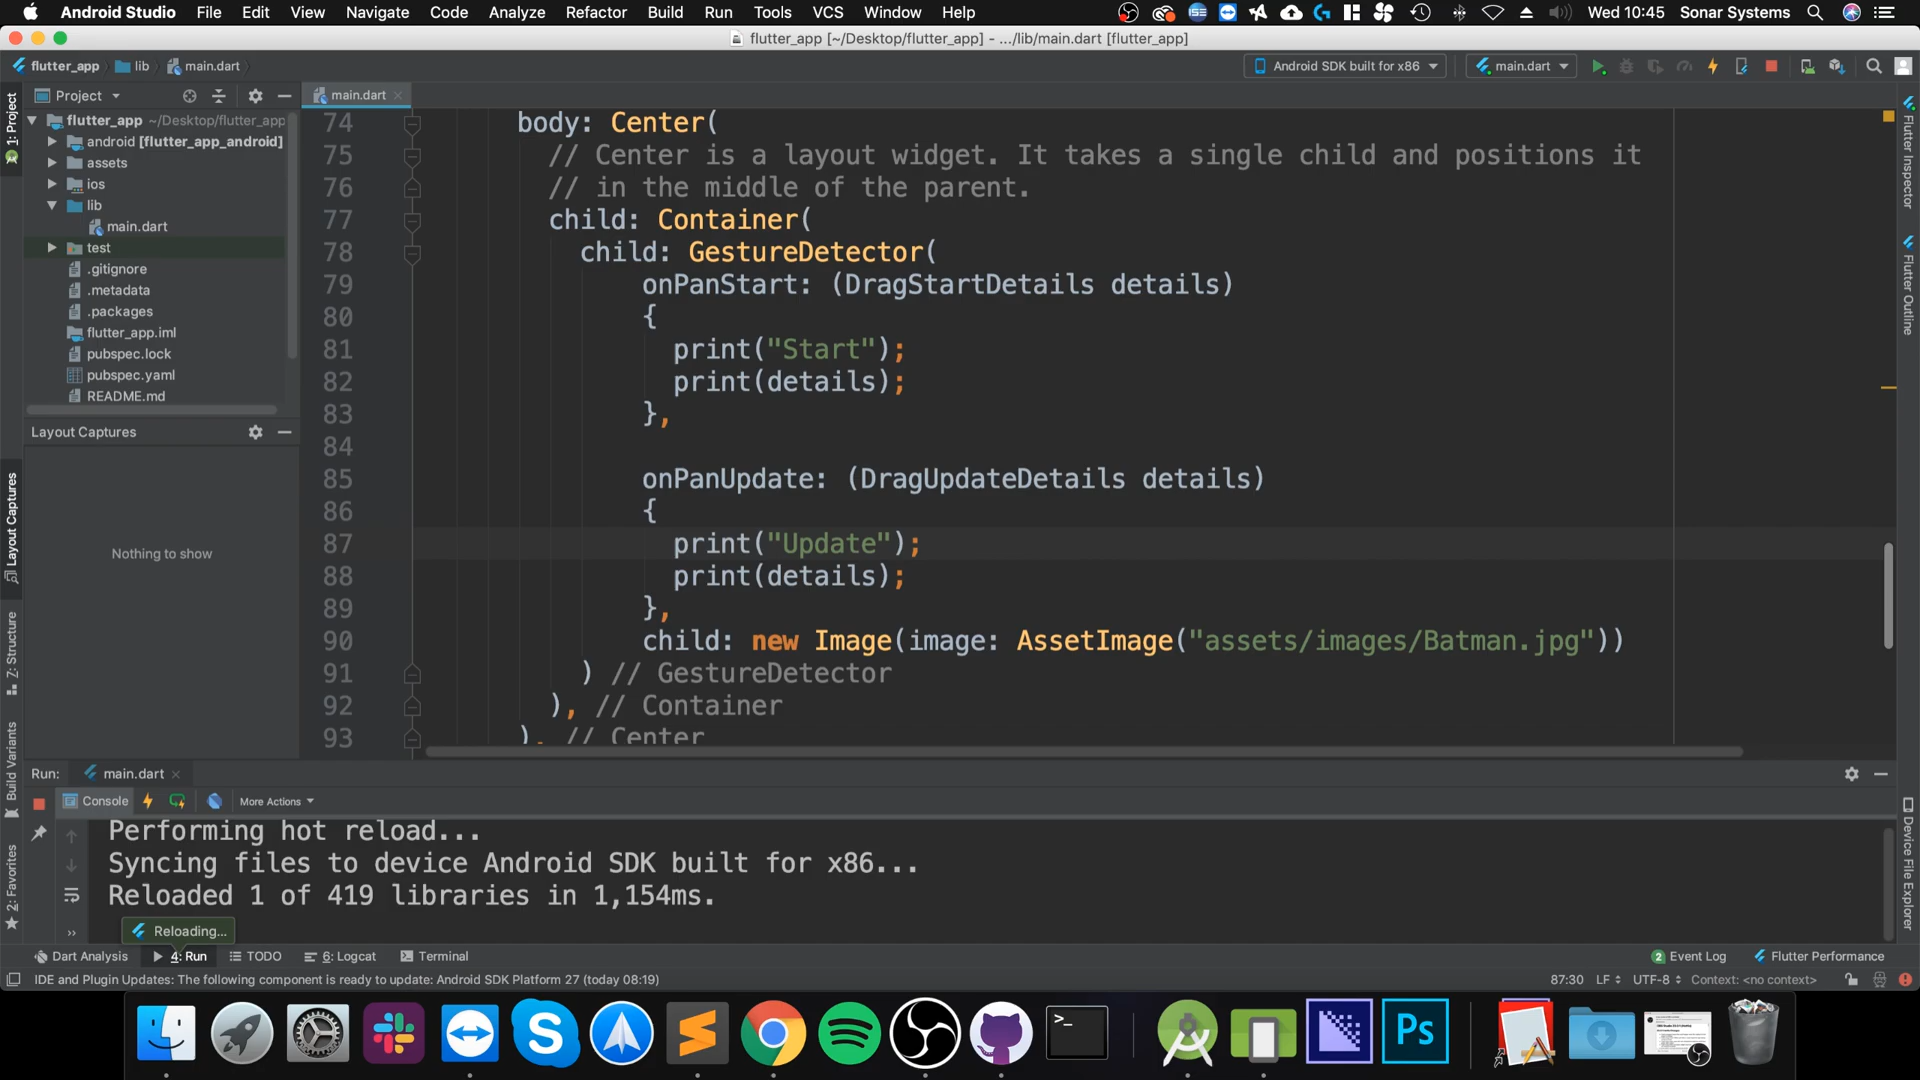 Android Studio File Edit View Navigate Code Analyze Refactor Build Run Tools VCS Window Help Wed 10:45 Sonar Systems
flutter_app [~/Desktop/flutter_app] - .../lib/main.dart [flutter_app]
flutter_app lib main.dart Android SDK built for x86 main.dart
Project main.dart
1: Project
flutter_app ~/Desktop/flutter_app
android [flutter_app_android]
assets
ios
lib
main.dart
test
.gitignore
.metadata
.packages
flutter_app.iml
pubspec.lock
pubspec.yaml
README.md
Layout Captures
Nothing to show
Layout Captures
Z: Structure
Build Variants
2: Favorites
74 body: Center(
75 // Center is a layout widget. It takes a single child and positions it
76 // in the middle of the parent.
77 child: Container(
78 child: GestureDetector(
79 onPanStart: (DragStartDetails details)
80 {
81 print("Start");
82 print(details);
83 },
84
85 onPanUpdate: (DragUpdateDetails details)
86 {
87 print("Update");
88 print(details);
89 },
90 child: new Image(image: AssetImage("assets/images/Batman.jpg"))
91 ) // GestureDetector
92 ), // Container
93 ), // Center
Flutter Inspector
Flutter Outline
Device File Explorer
Run: main.dart
Console More Actions
Performing hot reload...
Syncing files to device Android SDK built for x86...
Reloaded 1 of 419 libraries in 1,154ms.
Reloading...
Dart Analysis 4: Run TODO 6: Logcat Terminal 2 Event Log Flutter Performance
IDE and Plugin Updates: The following component is ready to update: Android SDK Platform 27 (today 08:19) 87:30 LF UTF-8 Context: <no context>
>_
Ps